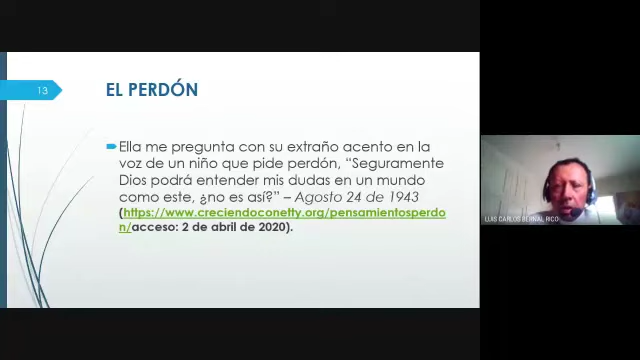 13
EL PERDÓN
Ella me pregunta con su extraño acento en la
voz de un niño que pide perdón, “Seguramente
Dios podrá entender mis dudas en un mundo
como este, ¿no es así?” – Agosto 24 de 1943
(https://www.creciendoconetty.org/pensamientosperdo
n/acceso: 2 de abril de 2020).
LUIS CARLOS BERNAL RICO